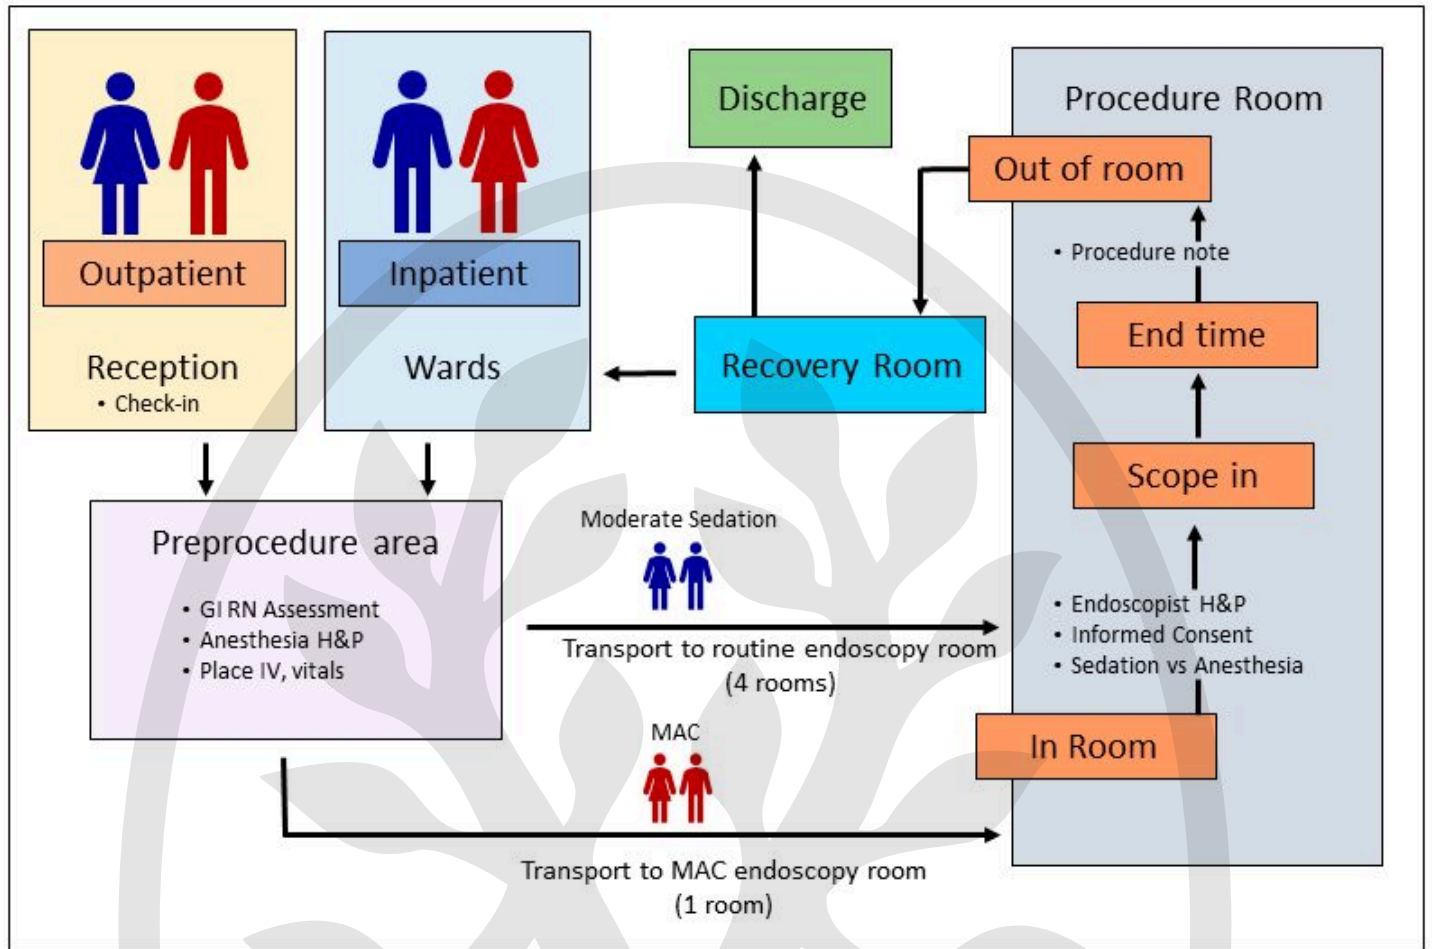 Outpatient
Reception
• Check-in
Inpatient
Wards
Discharge
Recovery Room
Procedure Room
Out of room
• Procedure note
End time
Scope in
• Endoscopist H&P
• Informed Consent
• Sedation vs Anesthesia
In Room
Preprocedure area
• GI RN Assessment
• Anesthesia H&P
• Place IV, vitals
Moderate Sedation
Transport to routine endoscopy room
(4 rooms)
MAC
Transport to MAC endoscopy room
(1 room)